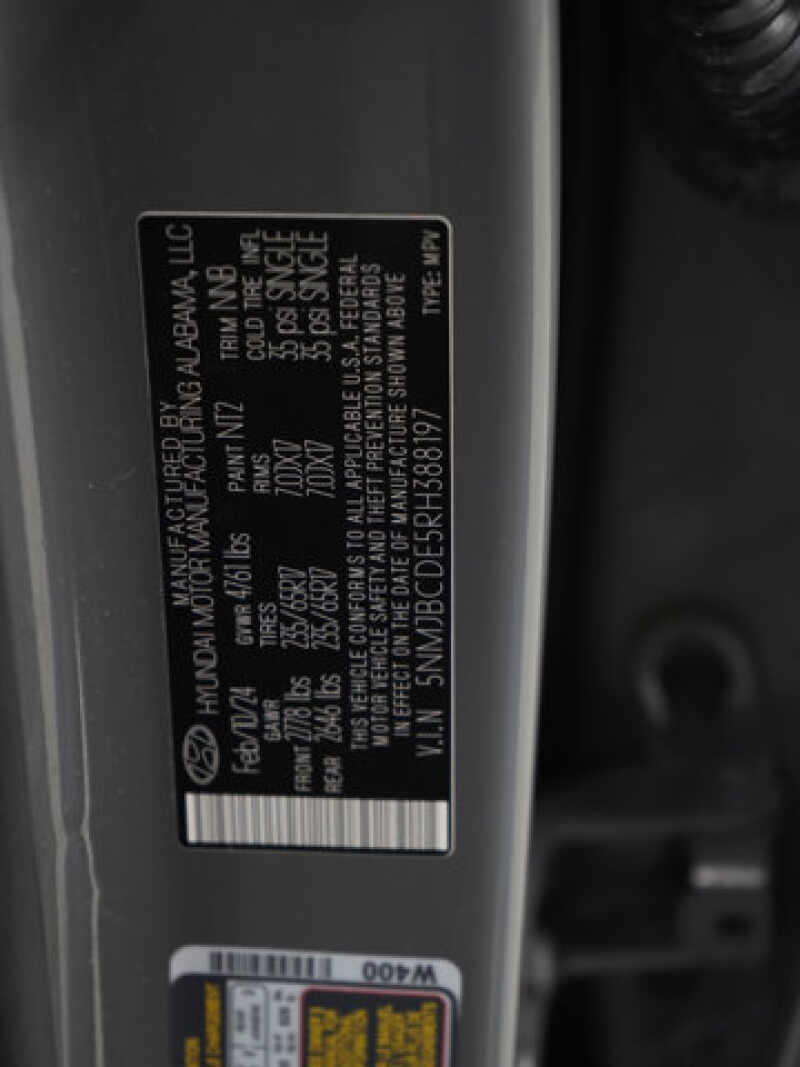 MANUFACTURED BY
HYUNDAI MOTOR MANUFACTURING ALABAMA, LLC
Feb/10/24 GVWR 4761 lbs PAINT NT2 TRIM NNB
GAWR TIRES RIMS COLD TIRE INFL
FRONT 2778 lbs 235/65R17 7.0JX17 35 psi SINGLE
REAR 2646 lbs 235/65R17 7.0JX17 35 psi SINGLE
THIS VEHICLE CONFORMS TO ALL APPLICABLE U.S.A. FEDERAL
MOTOR VEHICLE SAFETY AND THEFT PREVENTION STANDARDS
IN EFFECT ON THE DATE OF MANUFACTURE SHOWN ABOVE
V.I.N 5NMJBCDE5RH388197 TYPE: MPV
W400